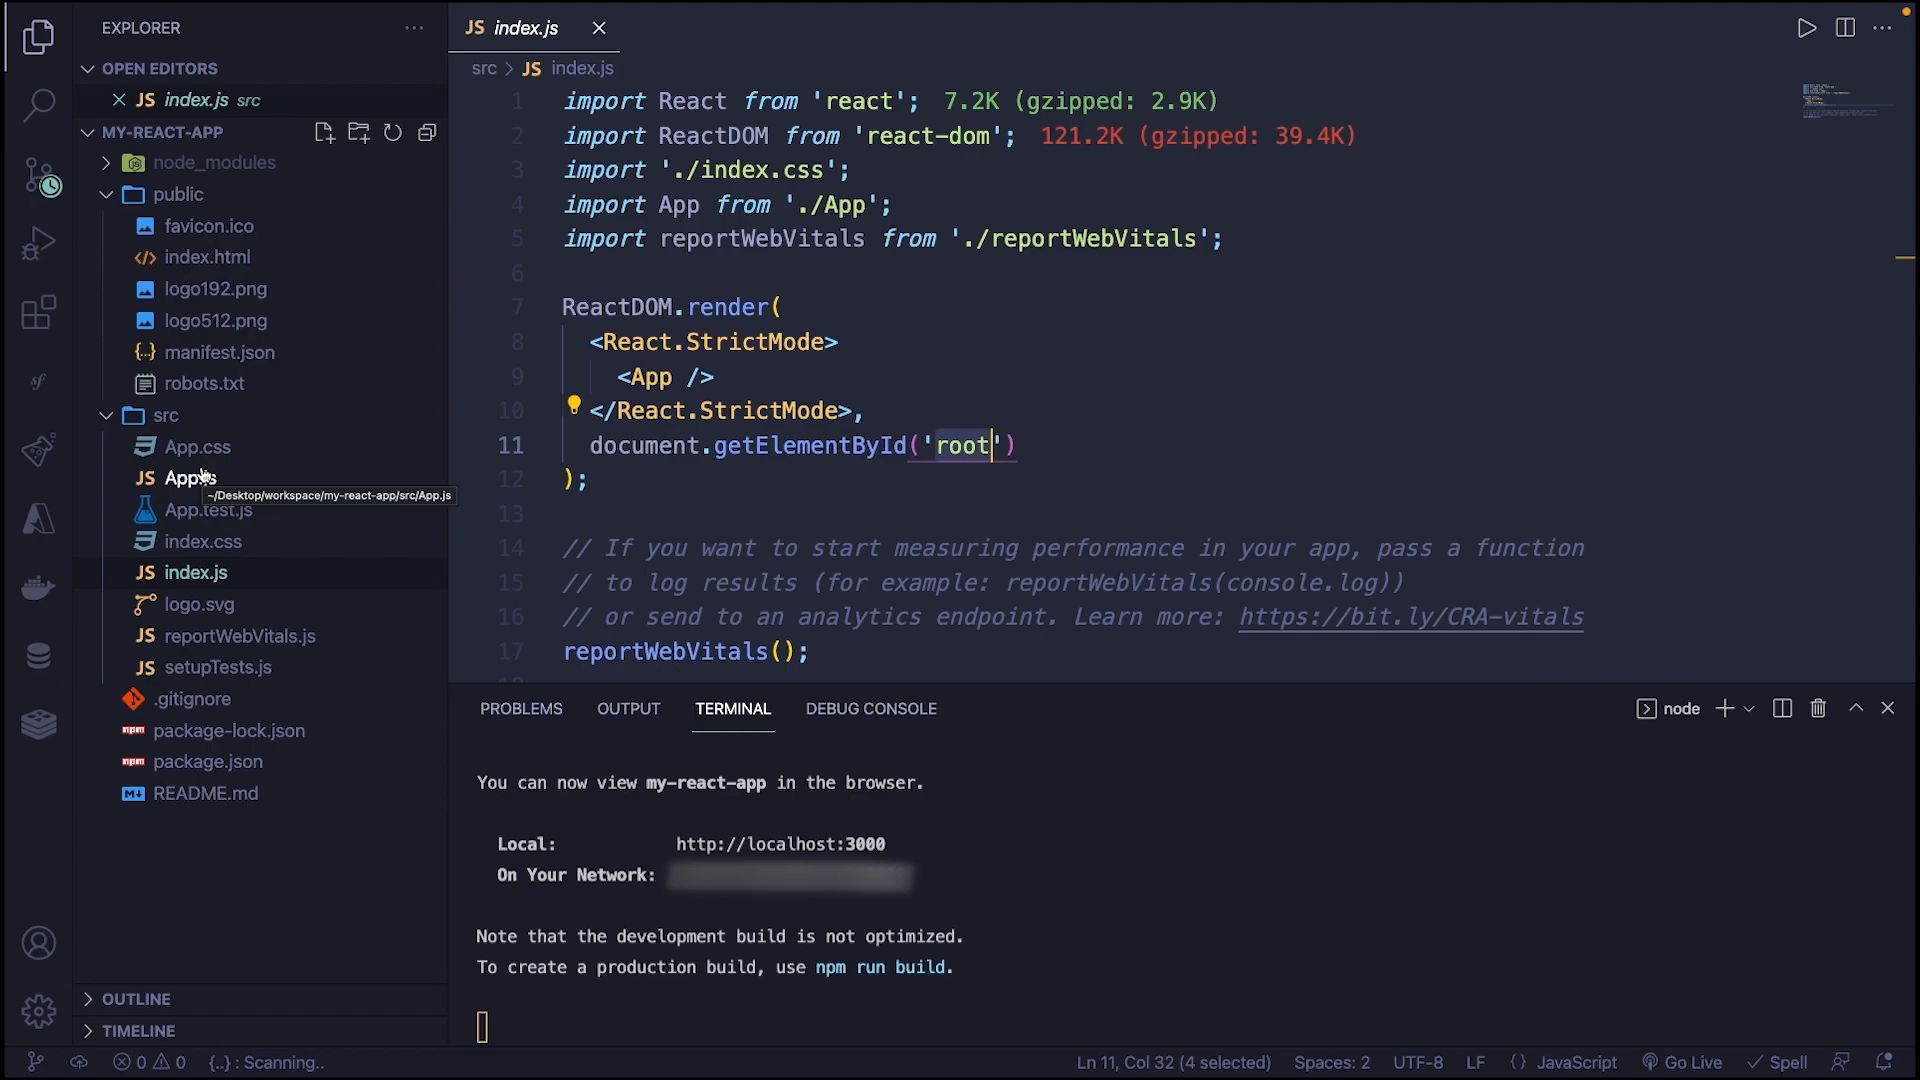 EXPLORER
OPEN EDITORS
JS index.js src
MY-REACT-APP
node_modules
public
favicon.ico
index.html
logo192.png
logo512.png
manifest.json
robots.txt
src
App.css
JS App.js
~/Desktop/workspace/my-react-app/src/App.js
App.test.js
index.css
JS index.js
logo.svg
JS reportWebVitals.js
JS setupTests.js
.gitignore
npm package-lock.json
npm package.json
README.md
OUTLINE
TIMELINE
JS index.js
src > JS index.js
1 import React from 'react'; 7.2K (gzipped: 2.9K)
2 import ReactDOM from 'react-dom'; 121.2K (gzipped: 39.4K)
3 import './index.css';
4 import App from './App';
5 import reportWebVitals from './reportWebVitals';
6
7 ReactDOM.render(
8 <React.StrictMode>
9 <App />
10 </React.StrictMode>,
11 document.getElementById('root')
12 );
13
14 // If you want to start measuring performance in your app, pass a function
15 // to log results (for example: reportWebVitals(console.log))
16 // or send to an analytics endpoint. Learn more: https://bit.ly/CRA-vitals
17 reportWebVitals();
PROBLEMS OUTPUT TERMINAL DEBUG CONSOLE node
You can now view my-react-app in the browser.
Local: http://localhost:3000
On Your Network:
Note that the development build is not optimized.
To create a production build, use npm run build.
0 0 {..} : Scanning.. Ln 11, Col 32 (4 selected) Spaces: 2 UTF-8 LF {} JavaScript Go Live Spell